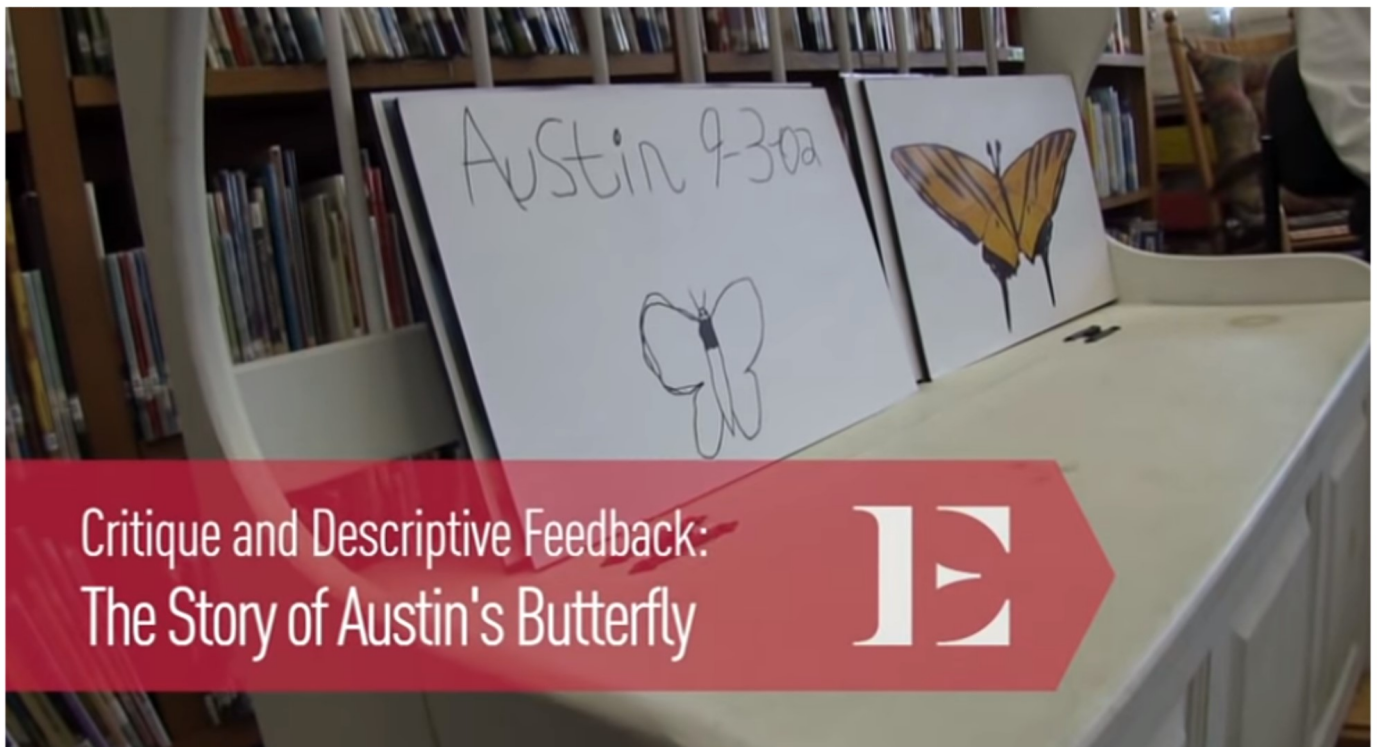 Austin 9-3-02
Critique and Descriptive Feedback:
The Story of Austin's Butterfly
E